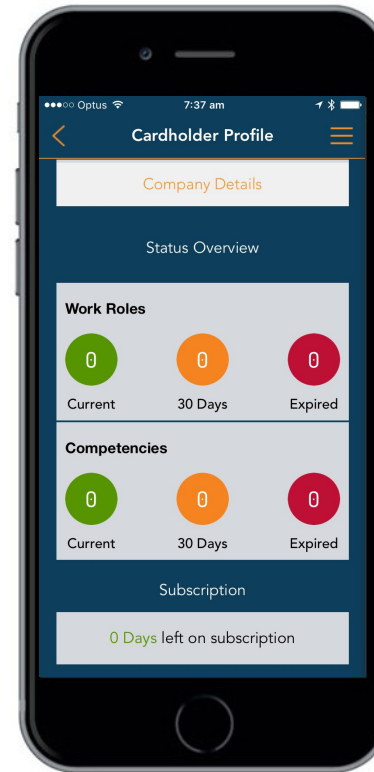 Optus 7:37 am
Cardholder Profile
Company Details
Status Overview
Work Roles
0 0 0
Current 30 Days Expired
Competencies
0 0 0
Current 30 Days Expired
Subscription
0 Days left on subscription